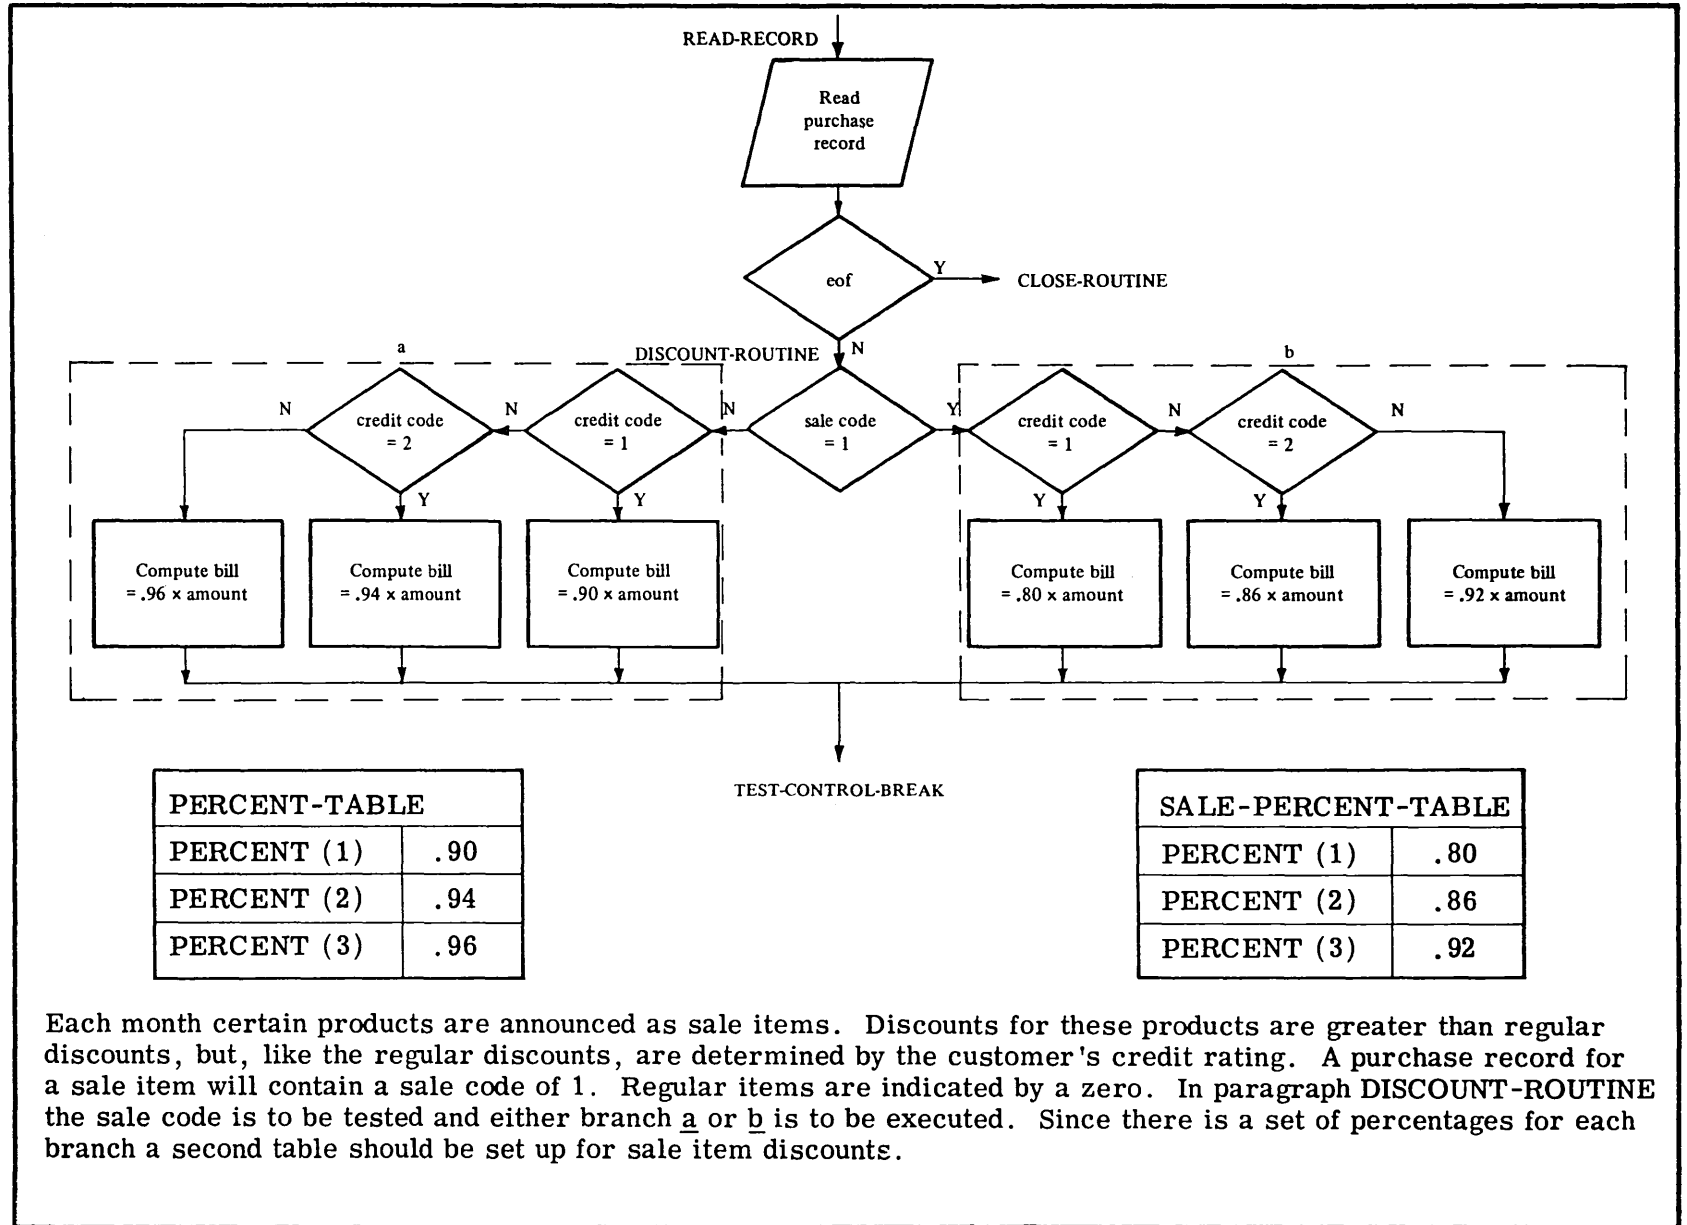 READ-RECORD
Read
purchase
record
eof
Y
CLOSE-ROUTINE
N
DISCOUNT-ROUTINE
a
b
N
credit code
= 2
N
credit code
= 1
N
sale code
= 1
Y
credit code
= 1
N
credit code
= 2
N
Y
Y
Y
Y
Compute bill
= .96 x amount
Compute bill
= .94 x amount
Compute bill
= .90 x amount
Compute bill
= .80 x amount
Compute bill
= .86 x amount
Compute bill
= .92 x amount
TEST-CONTROL-BREAK
PERCENT-TABLE
PERCENT (1) .90
PERCENT (2) .94
PERCENT (3) .96
SALE-PERCENT-TABLE
PERCENT (1) .80
PERCENT (2) .86
PERCENT (3) .92
Each month certain products are announced as sale items. Discounts for these products are greater than regular
discounts, but, like the regular discounts, are determined by the customer's credit rating. A purchase record for
a sale item will contain a sale code of 1. Regular items are indicated by a zero. In paragraph DISCOUNT-ROUTINE
the sale code is to be tested and either branch a or b is to be executed. Since there is a set of percentages for each
branch a second table should be set up for sale item discounts.